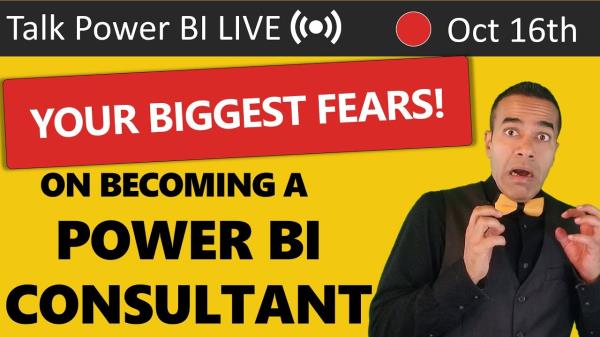 Talk Power BI LIVE
Oct 16th
YOUR BIGGEST FEARS!
ON BECOMING A
POWER BI
CONSULTANT